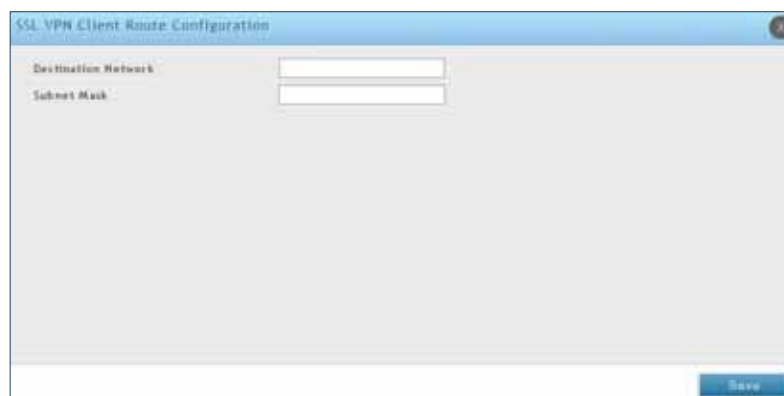 SSL VPN Client Route Configuration
Destination Network
Subnet Mask
Save